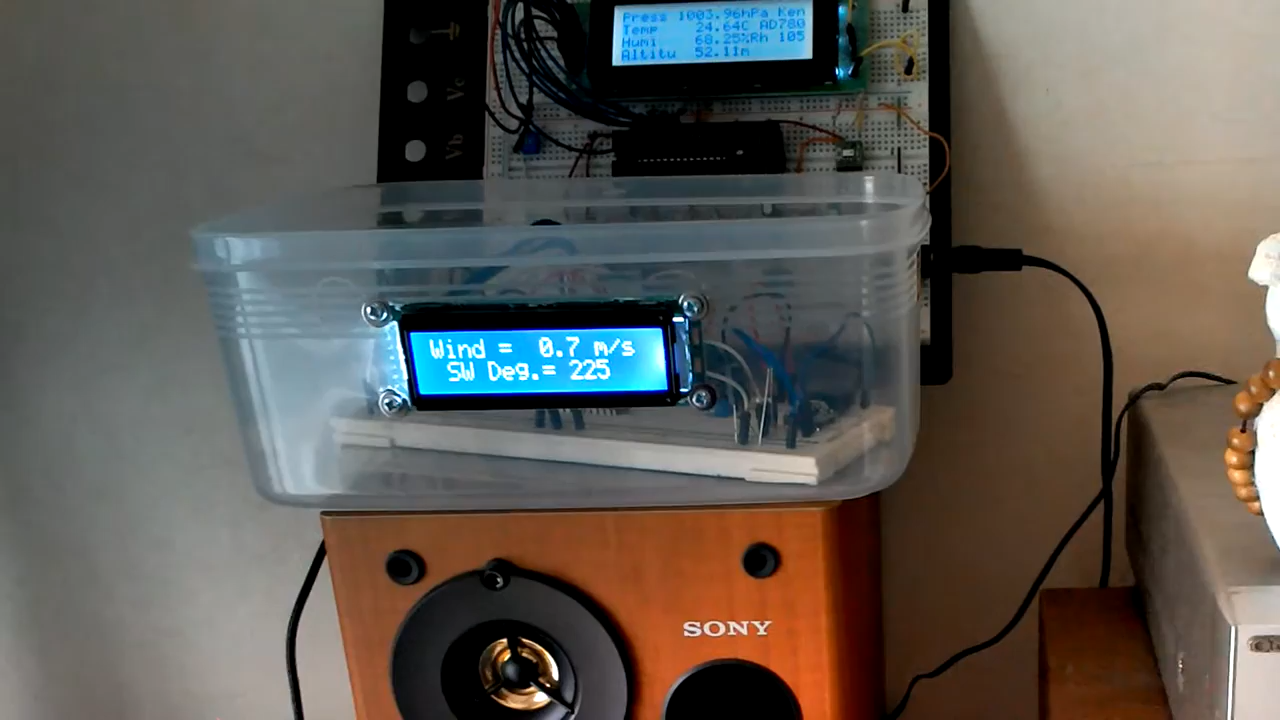 Press 1003.96hPa Ken
Temp 24.64C AD780
Humi 68.25%Rh 105
Altitu 52.11m
Vc
Vb
Wind = 0.7 m/s
SW Deg.= 225
SONY